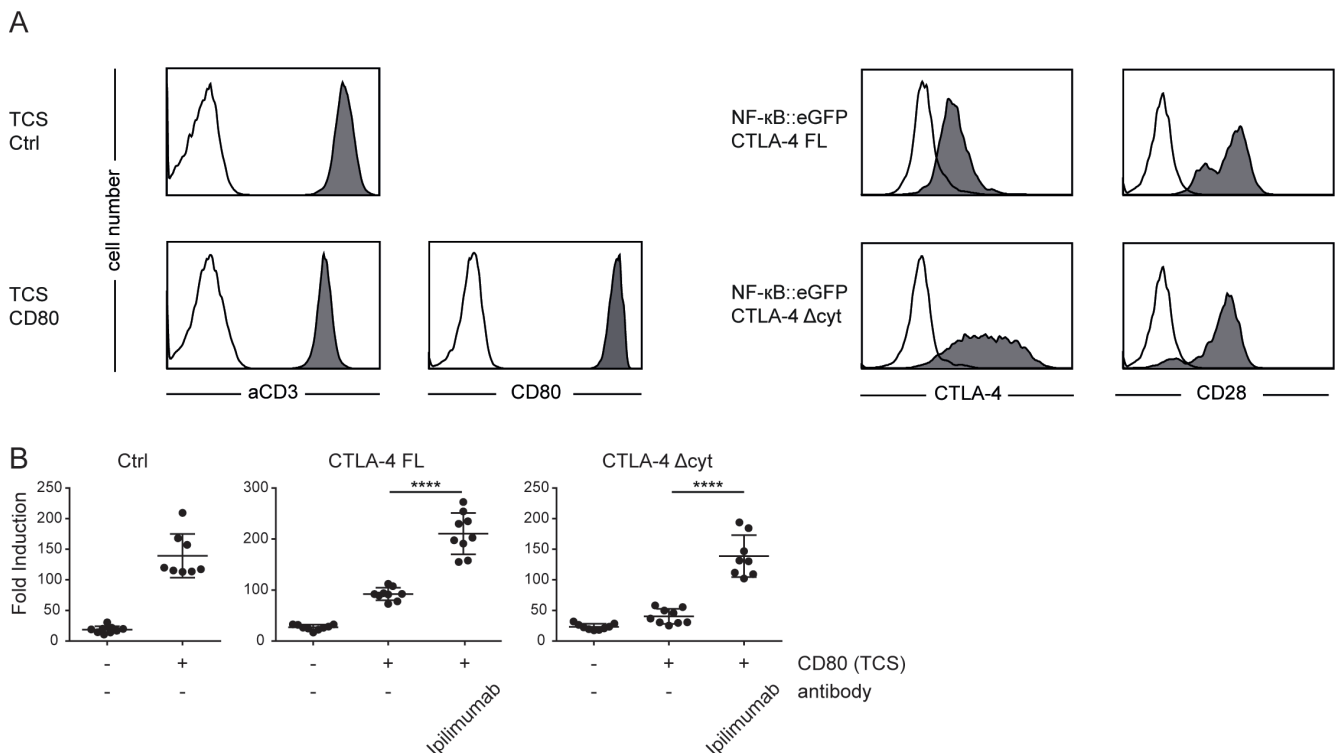 A
TCS
Ctrl
NF-κB::eGFP
CTLA-4 FL
cell number
TCS
CD80
NF-κB::eGFP
CTLA-4 Δcyt
aCD3
CD80
CTLA-4
CD28
B
Ctrl
CTLA-4 FL
CTLA-4 Δcyt
Fold Induction
250
200
150
100
50
0
300
200
100
0
250
200
150
100
50
0
****
****
- + - + + - + + CD80 (TCS)
- - - - Ipilimumab - - Ipilimumab antibody